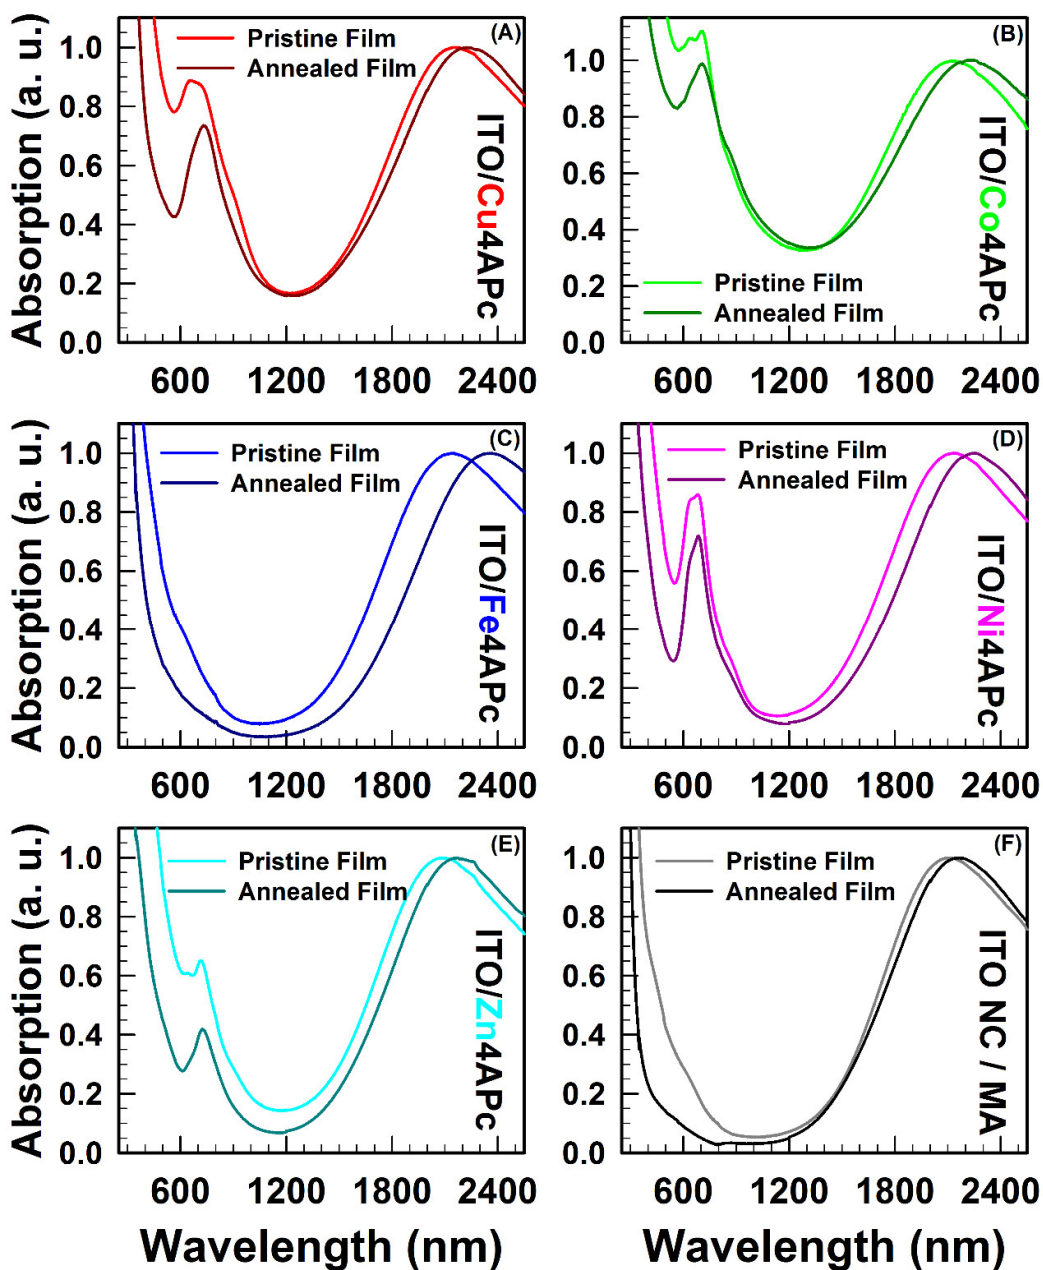 Absorption (a. u.)
1.0
0.8
0.6
0.4
0.2
0.0
600 1200 1800 2400
Pristine Film
Annealed Film
(A)
ITO/Cu4APc
1.0
0.8
0.6
0.4
0.2
0.0
600 1200 1800 2400
(B)
ITO/Co4APc
Pristine Film
Annealed Film
Absorption (a. u.)
1.0
0.8
0.6
0.4
0.2
0.0
600 1200 1800 2400
Pristine Film
Annealed Film
(C)
ITO/Fe4APc
1.0
0.8
0.6
0.4
0.2
0.0
600 1200 1800 2400
Pristine Film
Annealed Film
(D)
ITO/Ni4APc
Absorption (a. u.)
1.0
0.8
0.6
0.4
0.2
0.0
600 1200 1800 2400
Pristine Film
Annealed Film
(E)
ITO/Zn4APc
Wavelength (nm)
1.0
0.8
0.6
0.4
0.2
0.0
600 1200 1800 2400
Pristine Film
Annealed Film
(F)
ITO NC / MA
Wavelength (nm)